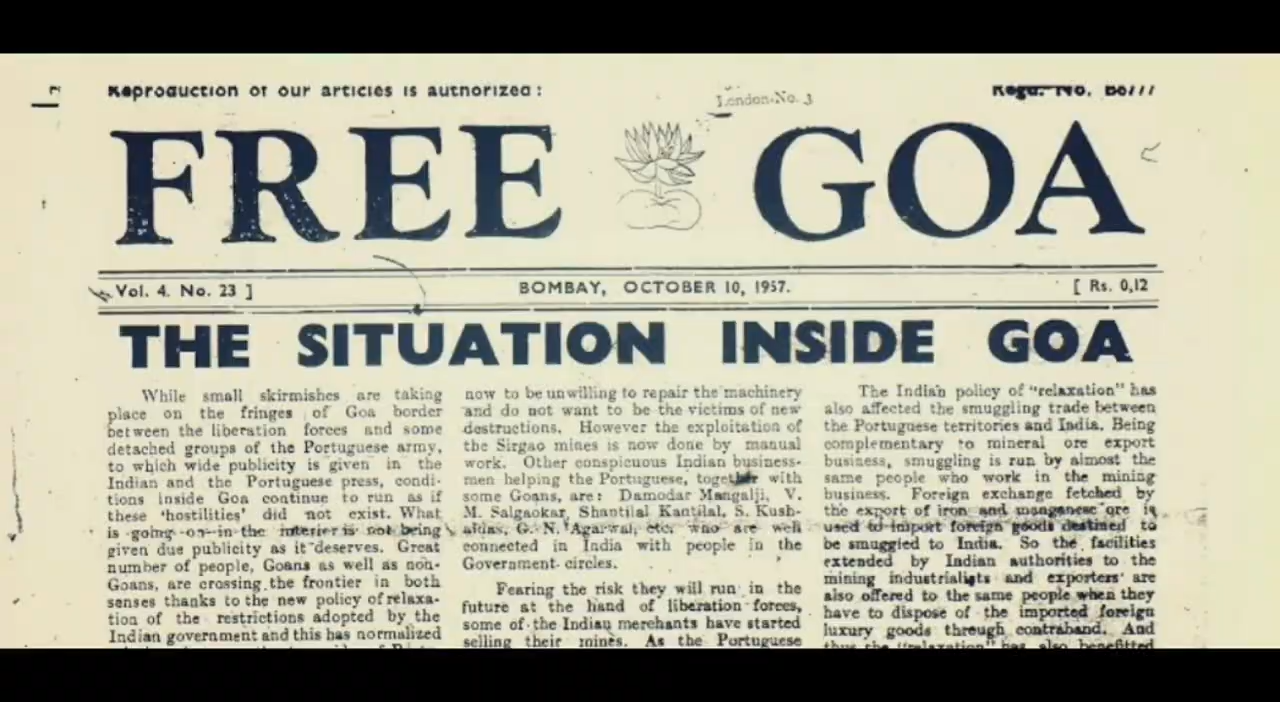 Reproduction of our articles is authorized:
London. No. 3
Regd. No. B6777
FREE GOA
Vol. 4. No. 23 ]
BOMBAY, OCTOBER 10, 1957.
[ Rs. 0,12
THE SITUATION INSIDE GOA
While small skirmishes are taking
place on the fringes of Goa border
between the liberation forces and some
detached groups of the Portuguese army,
to which wide publicity is given in the
Indian and the Portuguese press, condi-
tions inside Goa continue to run as if
these 'hostilities' did not exist. What
is going on in the interier is not being
given due publicity as it deserves. Great
number of people, Goans as well as non-
Goans, are crossing the frontier in both
senses thanks to the new policy of relaxa-
tion of the restrictions adopted by the
Indian government and this has normalized
now to be unwilling to repair the machinery
and do not want to be the victims of new
destructions. However the exploitation of
the Sirgao mines is now done by manual
work. Other conspicuous Indian business-
men helping the Portuguese, together with
some Goans, are: Damodar Mangalji, V.
M. Salgaokar, Shantilal Kantilal, S. Kush-
aldas, G. N. Agarwal, etc. who are well
connected in India with people in the
Government circles.
Fearing the risk they will run in the
future at the hand of liberation forces,
some of the Indian merchants have started
selling their mines. As the Portuguese
The Indian policy of "relaxation" has
also affected the smuggling trade between
the Portuguese territories and India. Being
complementary to mineral ore export
business, smuggling is run by almost the
same people who work in the mining
business. Foreign exchange fetched by
the export of iron and manganese ore is
used to import foreign goods destined to
be smuggled to India. So the facilities
extended by Indian authorities to the
mining industrialists and exporters are
also offered to the same people when they
have to dispose of the imported foreign
luxury goods through contraband. And
thus the "relaxation" has also benefitted